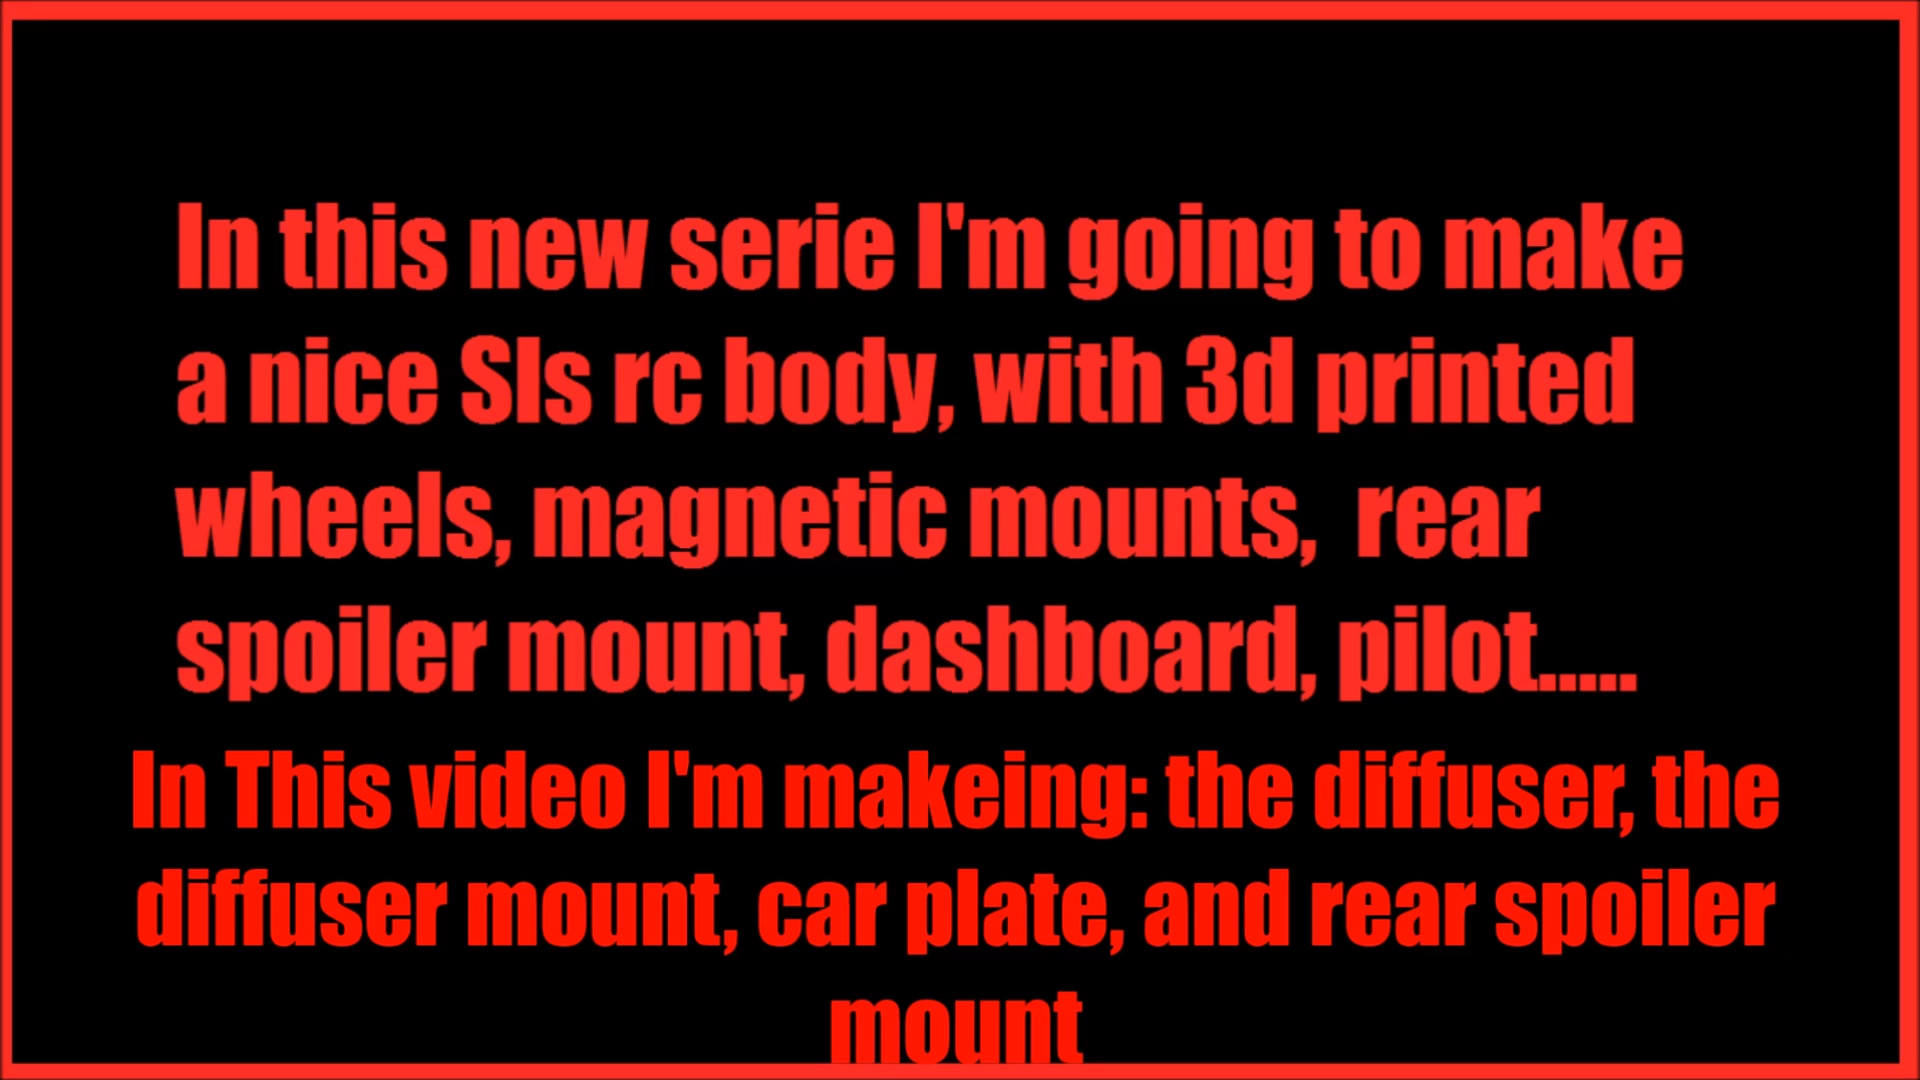 In this new serie I'm going to make
a nice Sls rc body, with 3d printed
wheels, magnetic mounts,  rear
spoiler mount, dashboard, pilot.....
In This video I'm makeing: the diffuser, the
diffuser mount, car plate, and rear spoiler
mount